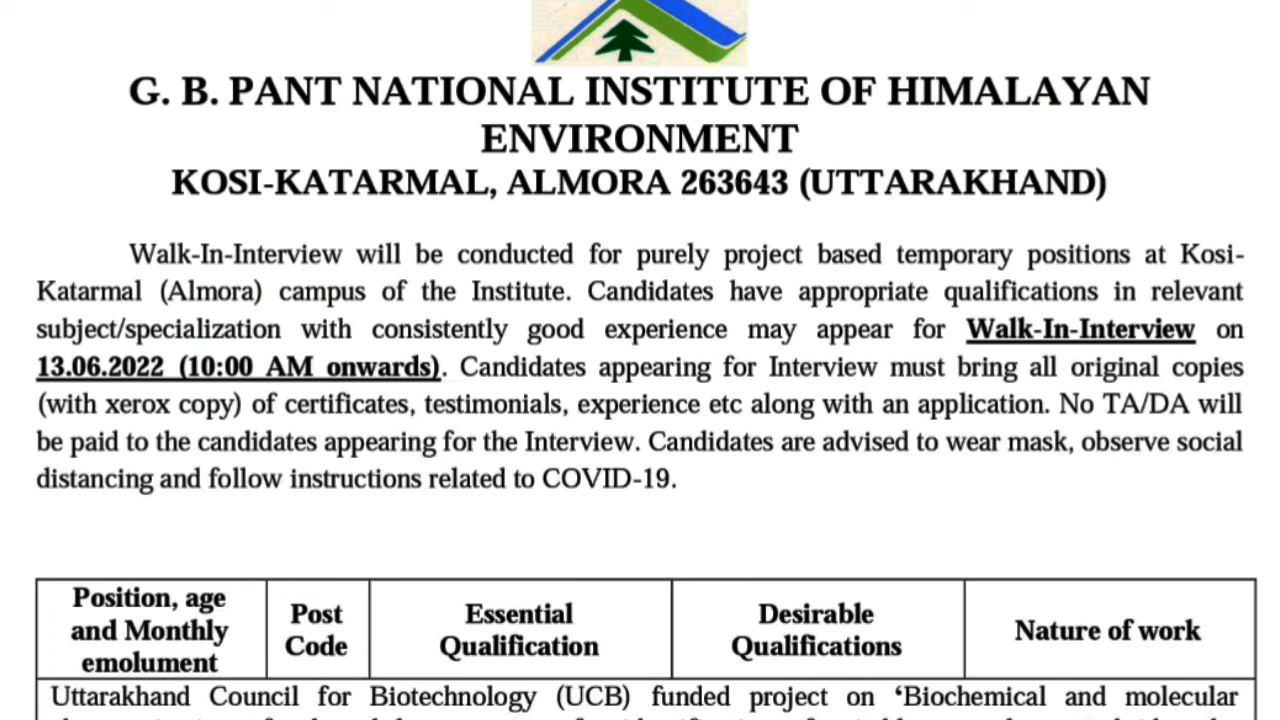 G. B. PANT NATIONAL INSTITUTE OF HIMALAYAN
ENVIRONMENT
KOSI-KATARMAL, ALMORA 263643 (UTTARAKHAND)
Walk-In-Interview will be conducted for purely project based temporary positions at Kosi-
Katarmal (Almora) campus of the Institute. Candidates have appropriate qualifications in relevant
subject/specialization with consistently good experience may appear for Walk-In-Interview on
13.06.2022 (10:00 AM onwards). Candidates appearing for Interview must bring all original copies
(with xerox copy) of certificates, testimonials, experience etc along with an application. No TA/DA will
be paid to the candidates appearing for the Interview. Candidates are advised to wear mask, observe social
distancing and follow instructions related to COVID-19.
Position, age
and Monthly
emolument
Post
Code
Essential
Qualification
Desirable
Qualifications
Nature of work
Uttarakhand Council for Biotechnology (UCB) funded project on ‘Biochemical and molecular